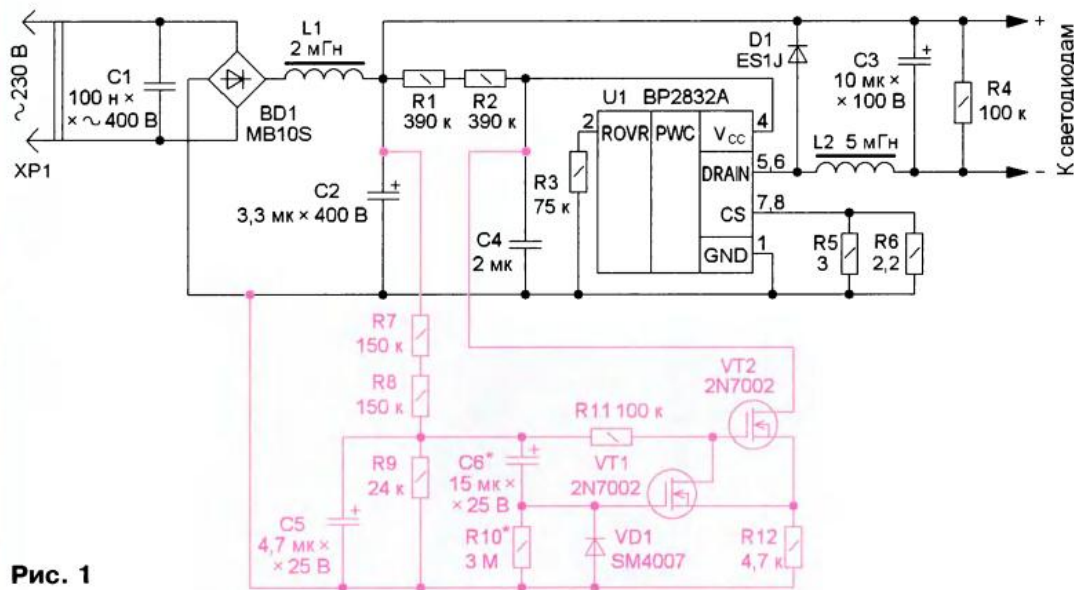 ~230 В
XP1
C1
100 н ×
× ~ 400 В
BD1
MB10S
L1
2 мГн
R1
390 к
R2
390 к
C2
3,3 мк × 400 В
C4
2 мк
R3
75 к
U1 BP2832A
2
ROVR
PWC
VCC
4
DRAIN
5,6
CS
7,8
GND
1
D1
ES1J
L2 5 мГн
C3
10 мк ×
× 100 В
+
R4
100 к
+
−
К светодиодам
R5
3
R6
2,2
R7
150 к
R8
150 к
R9
24 к
C5
4,7 мк ×
× 25 В
+
C6*
15 мк ×
× 25 В
+
R10*
3 М
R11 100 к
VT1
2N7002
VT2
2N7002
VD1
SM4007
R12
4,7 к
Рис. 1